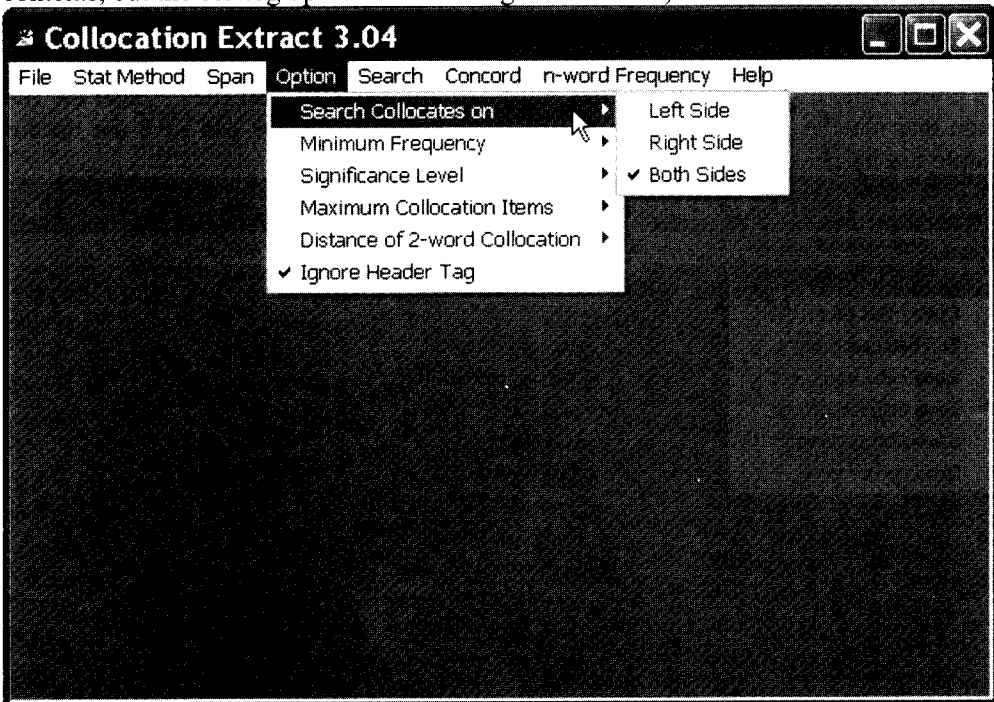 Collocation Extract 3.04
File Stat Method Span Option Search Concord n-word Frequency Help
Search Collocates on
Left Side
Minimum Frequency
Right Side
Significance Level
✔ Both Sides
Maximum Collocation Items
Distance of 2-word Collocation
✔ Ignore Header Tag